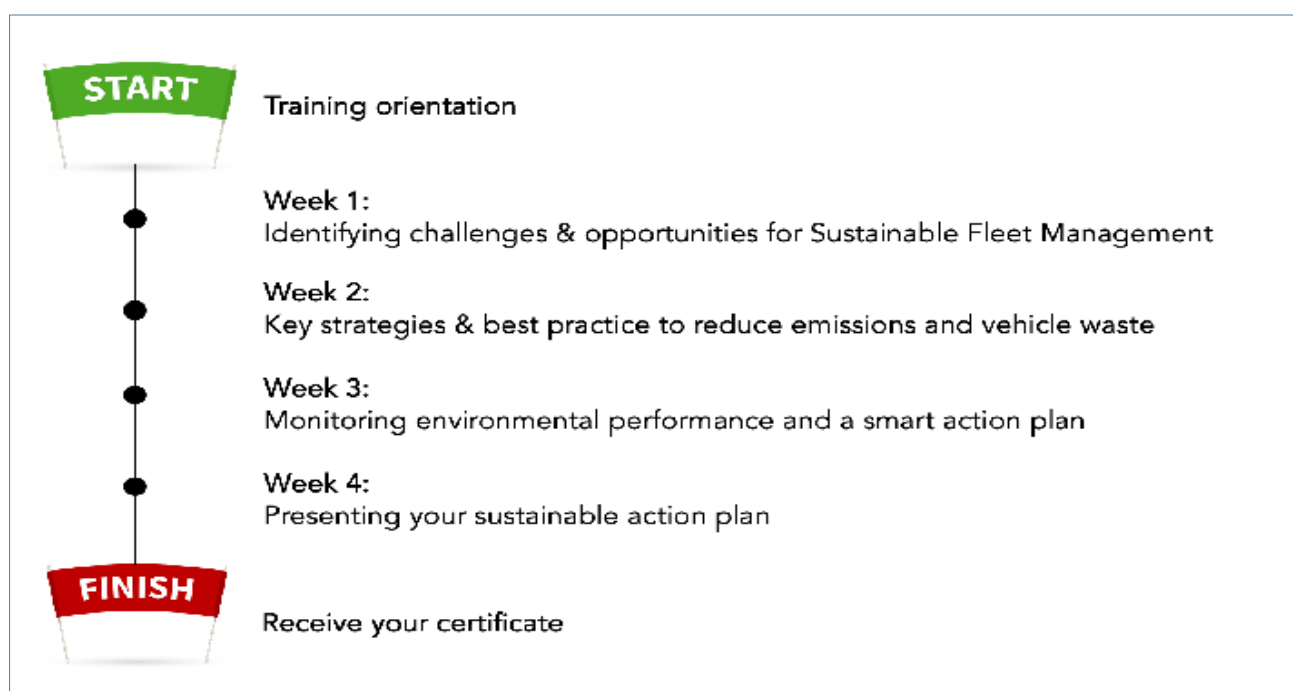 START
Training orientation
Week 1:
Identifying challenges & opportunities for Sustainable Fleet Management
Week 2:
Key strategies & best practice to reduce emissions and vehicle waste
Week 3:
Monitoring environmental performance and a smart action plan
Week 4:
Presenting your sustainable action plan
FINISH
Receive your certificate